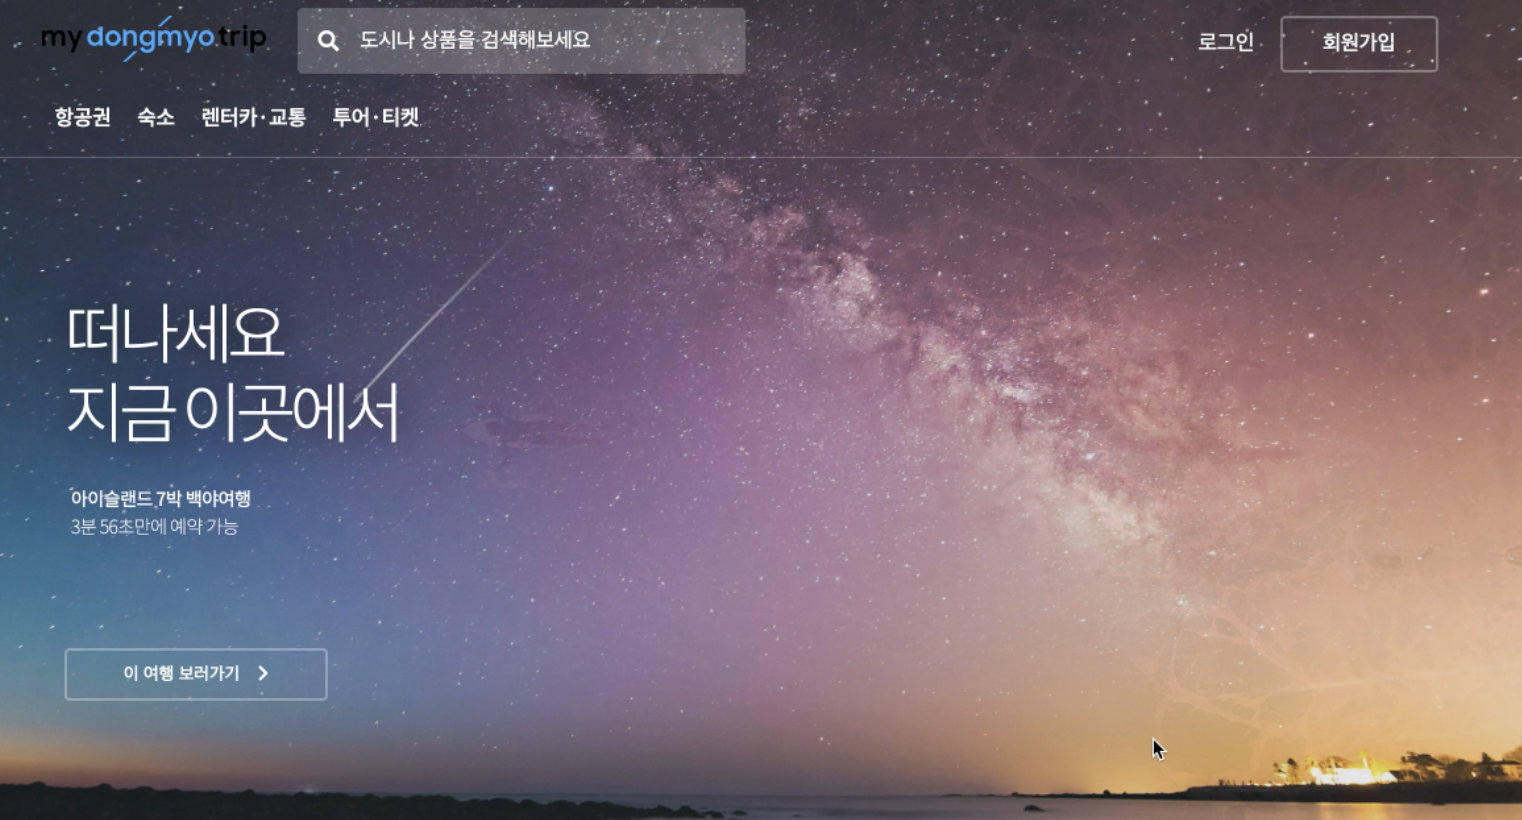 my dongmyo trip
도시나 상품을 검색해보세요
로그인
회원가입
항공권 숙소 렌터카·교통 투어·티켓
떠나세요
지금 이곳에서
아이슬랜드 7박 백야여행
3분 56초만에 예약 가능
이 여행 보러가기